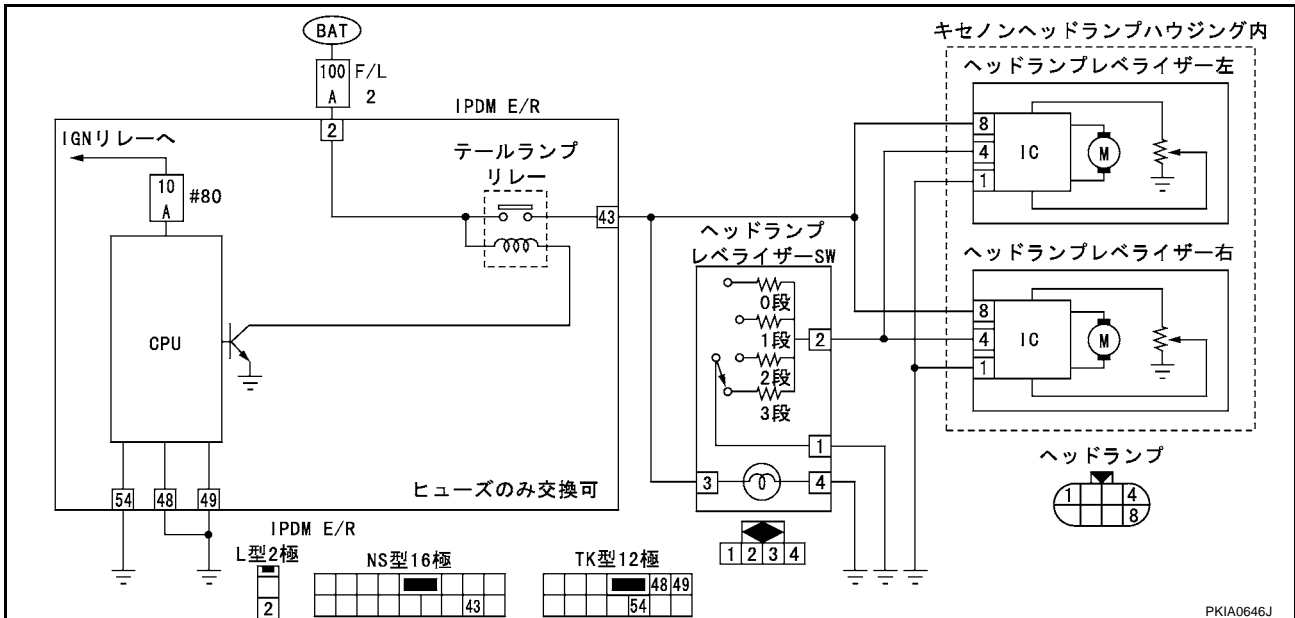 BAT
100 A
F/L 2
IPDM E/R
IGNリレーへ
10 A
#80
2
テールランプ
リレー
43
CPU
54
48
49
ヒューズのみ交換可
ヘッドランプ
レベライザーSW
0段
1段
2段
3段
2
1
3
4
1 2 3 4
キセノンヘッドランプハウジング内
ヘッドランプレベライザー左
8
4
1
IC
M
ヘッドランプレベライザー右
8
4
1
IC
M
ヘッドランプ
1 4
8
IPDM E/R
L型2極
2
NS型16極
43
TK型12極
48 49
54
PKIA0646J